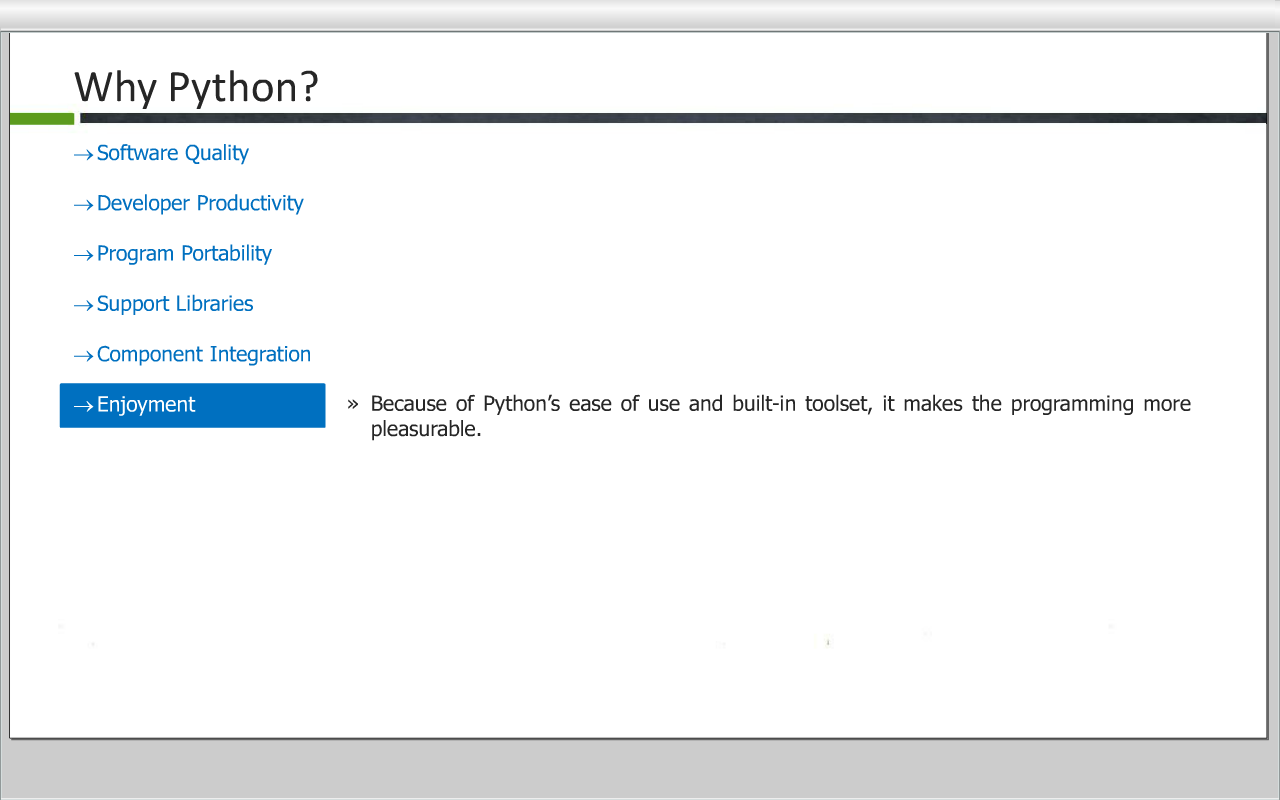 Why Python?
→Software Quality
→Developer Productivity
→Program Portability
→Support Libraries
→Component Integration
→Enjoyment
» Because of Python’s ease of use and built-in toolset, it makes the programming more
pleasurable.